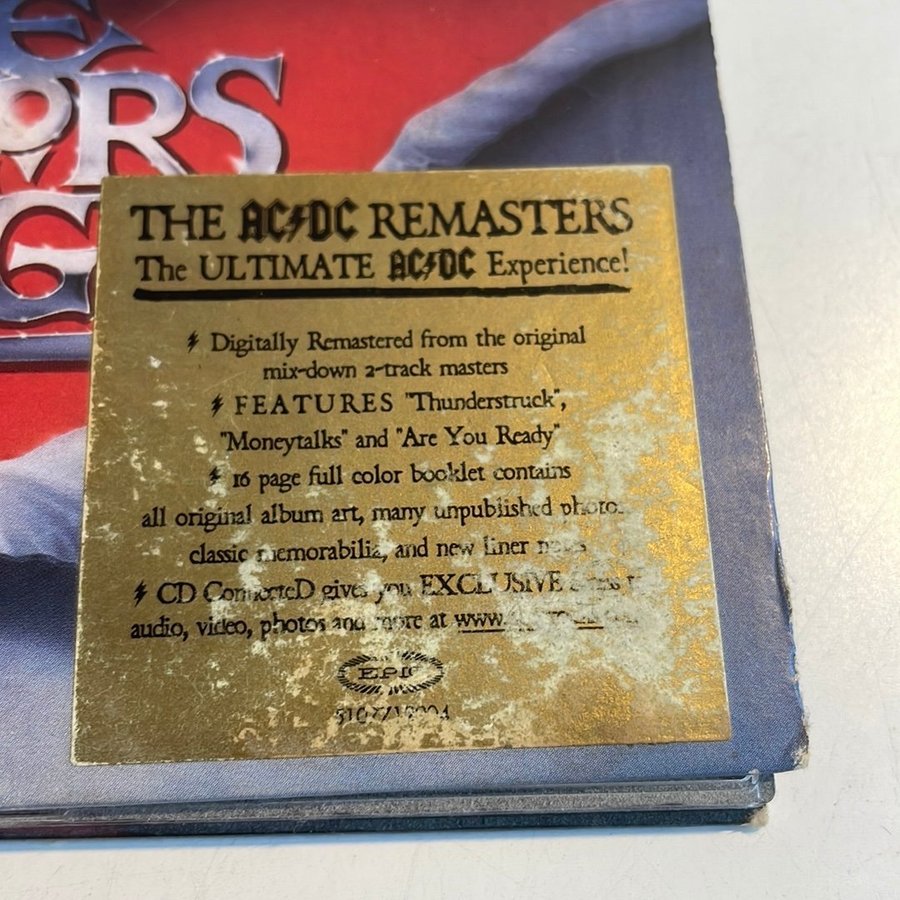 ORS
THE AC⚡DC REMASTERS
The ULTIMATE AC⚡DC Experience!
Digitally Remastered from the original
mix-down 2-track masters
FEATURES "Thunderstruck",
"Moneytalks" and "Are You Ready"
16 page full color booklet contains
all original album art, many unpublished
classic memorabilia, and new liner
CD ConnecteD gives you EXCLUSIVE
audio, video, photos and more at
EPIC